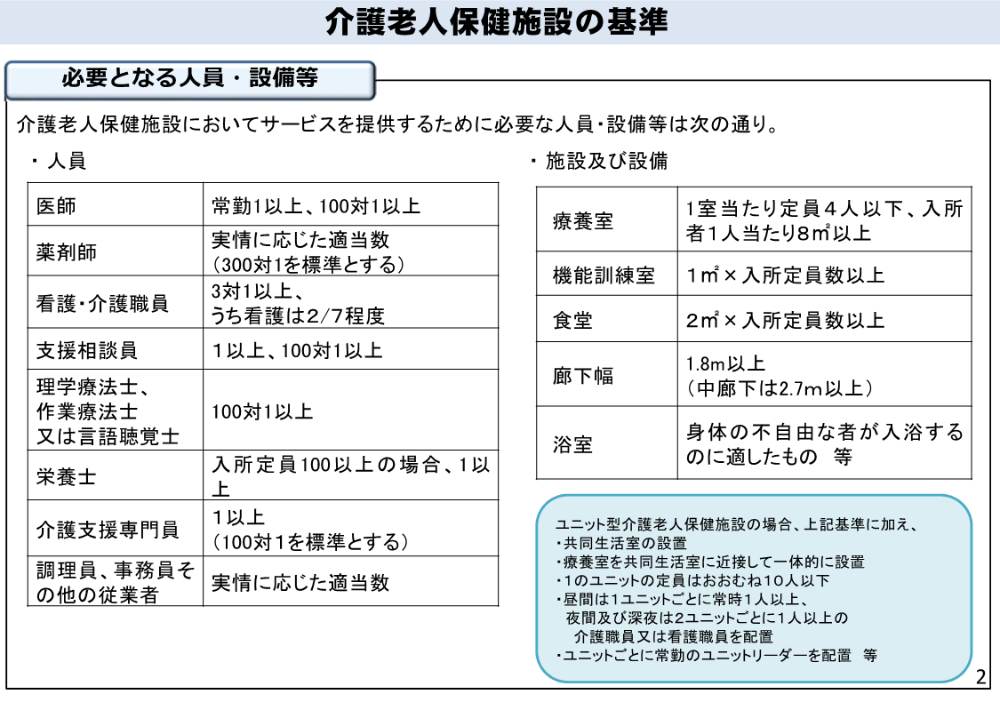 介護老人保健施設の基準
必要となる人員・設備等
介護老人保健施設においてサービスを提供するために必要な人員・設備等は次の通り。
・ 人員
医師
常勤1以上、100対1以上
薬剤師
実情に応じた適当数
（300対1を標準とする）
看護・介護職員
3対1以上、
うち看護は２/７程度
支援相談員
１以上、100対1以上
理学療法士、
作業療法士
又は言語聴覚士
100対1以上
栄養士
入所定員100以上の場合、1以
上
介護支援専門員
１以上
（100対１を標準とする）
調理員、事務員そ
の他の従業者
実情に応じた適当数
・ 施設及び設備
療養室
1室当たり定員４人以下、入所
者１人当たり８㎡以上
機能訓練室
１㎡×入所定員数以上
食堂
２㎡×入所定員数以上
廊下幅
1.8m以上
（中廊下は2.7ｍ以上）
浴室
身体の不自由な者が入浴する
のに適したもの　等
ユニット型介護老人保健施設の場合、上記基準に加え、
・共同生活室の設置
・療養室を共同生活室に近接して一体的に設置
・１のユニットの定員はおおむね１０人以下
・昼間は１ユニットごとに常時１人以上、
夜間及び深夜は２ユニットごとに１人以上の
介護職員又は看護職員を配置
・ユニットごとに常勤のユニットリーダーを配置　等
2